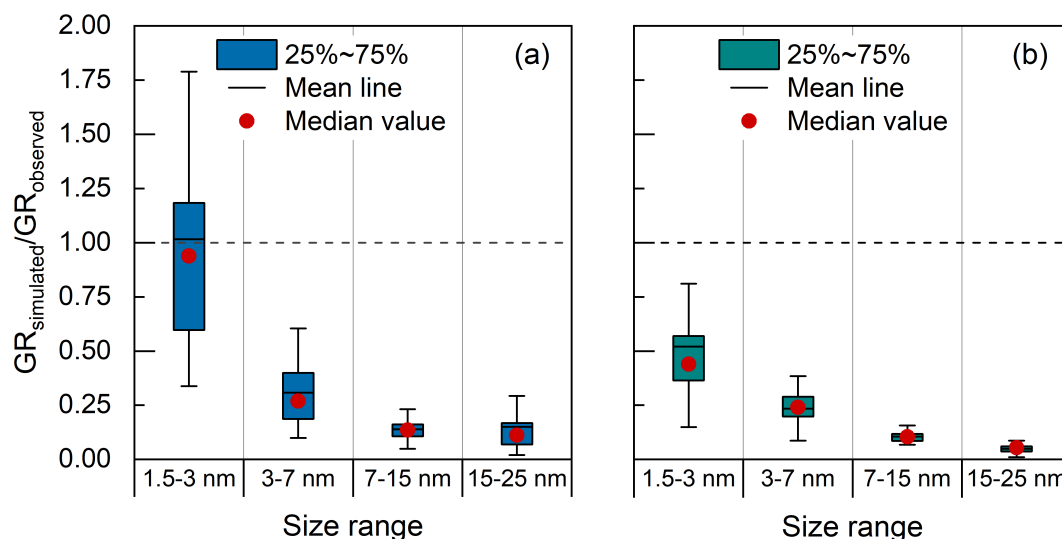 GRsimulated/GRobserved
2.00
1.75
1.50
1.25
1.00
0.75
0.50
0.25
0.00
25%~75%
Mean line
Median value
(a)
1.5-3 nm 3-7 nm 7-15 nm 15-25 nm
Size range
25%~75%
Mean line
Median value
(b)
1.5-3 nm 3-7 nm 7-15 nm 15-25 nm
Size range